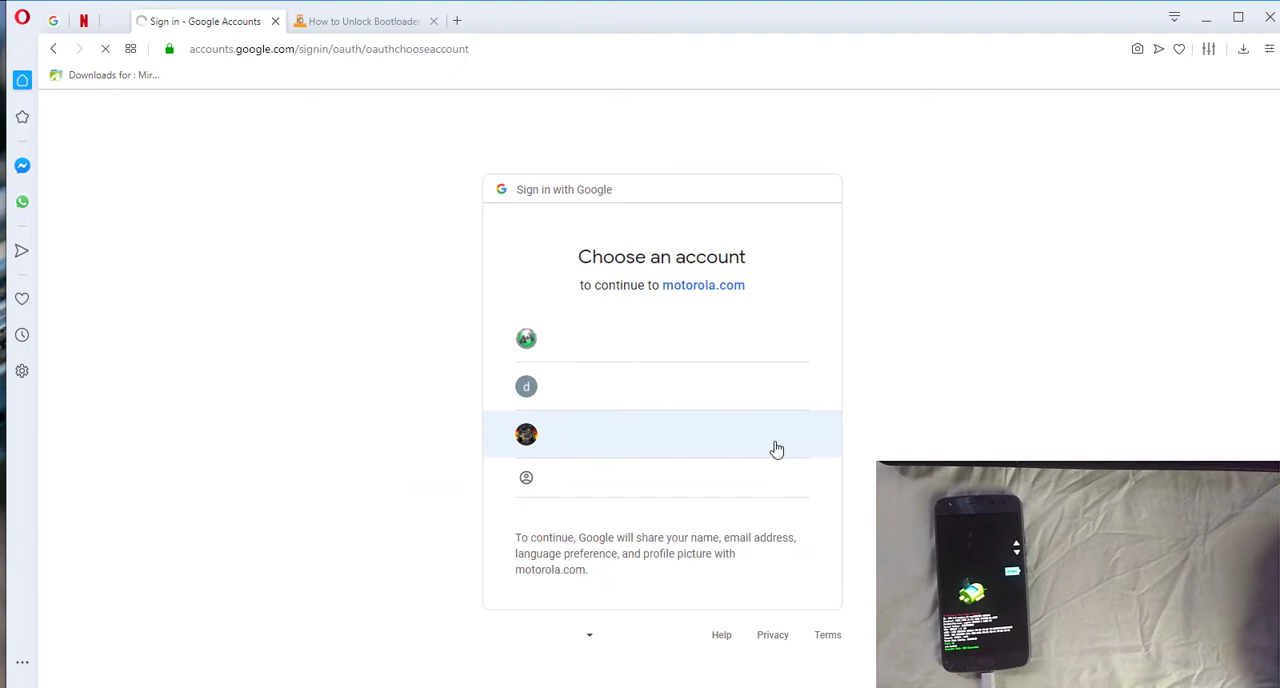 Sign in - Google Accounts
How to Unlock Bootloader
accounts.google.com/signin/oauth/oauthchooseaccount
Downloads for : Mir...
Sign in with Google
Choose an account
to continue to motorola.com
d
To continue, Google will share your name, email address,
language preference, and profile picture with
motorola.com.
Help Privacy Terms